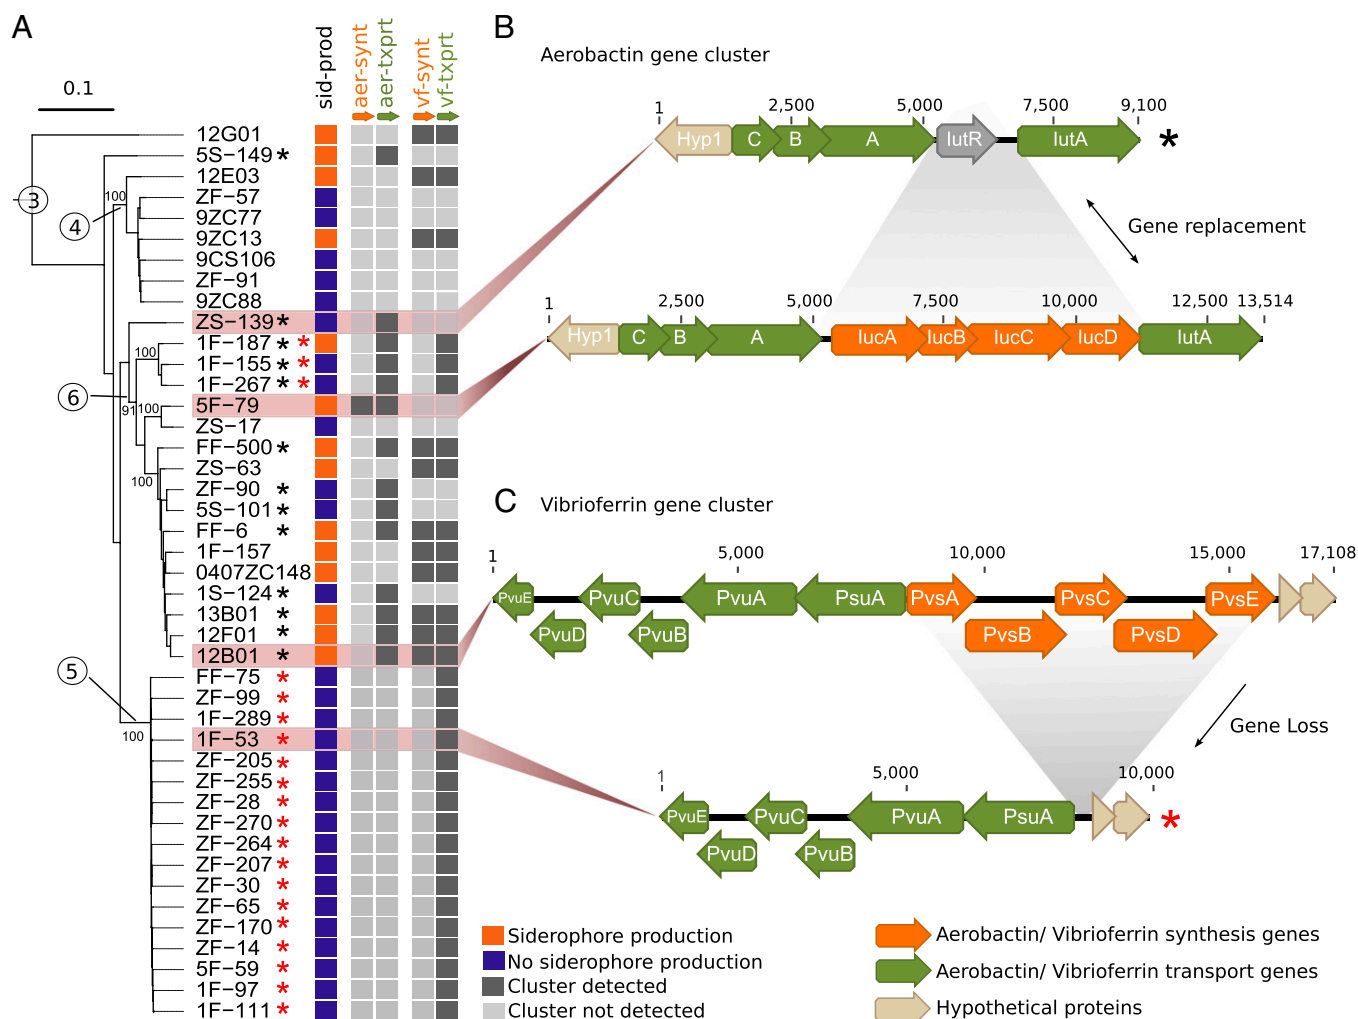 A
0.1
sid-prod
aer-synt
aer-txprt
vf-synt
vf-txprt
12G01
5S−149 *
12E03
ZF−57
9ZC77
9ZC13
9CS106
ZF−91
9ZC88
ZS−139 *
1F−187 * *
1F−155 * *
1F−267 * *
5F−79
ZS−17
FF−500 *
ZS−63
ZF−90 *
5S−101 *
FF−6 *
1F−157
0407ZC148
1S−124 *
13B01 *
12F01 *
12B01 *
FF−75 *
ZF−99 *
1F−289 *
1F−53 *
ZF−205 *
ZF−255 *
ZF−28 *
ZF−270 *
ZF−264 *
ZF−207 *
ZF−30 *
ZF−65 *
ZF−170 *
ZF−14 *
5F−59 *
1F−97 *
1F−111 *
3
100
4
100
6
91 100
100
5
100
B
Aerobactin gene cluster
1 2,500 5,000 7,500 9,100
Hyp1 C B A IutR IutA *
Gene replacement
1 2,500 5,000 7,500 10,000 12,500 13,514
Hyp1 C B A IucA IucB IucC IucD IutA
C
Vibrioferrin gene cluster
1 5,000 10,000 15,000 17,108
PvuE PvuC PvuA PsuA PvsA PvsC PvsE
PvuD PvuB PvsB PvsD
Gene Loss
1 5,000 10,000
PvuE PvuC PvuA PsuA *
PvuD PvuB
Siderophore production
No siderophore production
Cluster detected
Cluster not detected
Aerobactin/ Vibrioferrin synthesis genes
Aerobactin/ Vibrioferrin transport genes
Hypothetical proteins